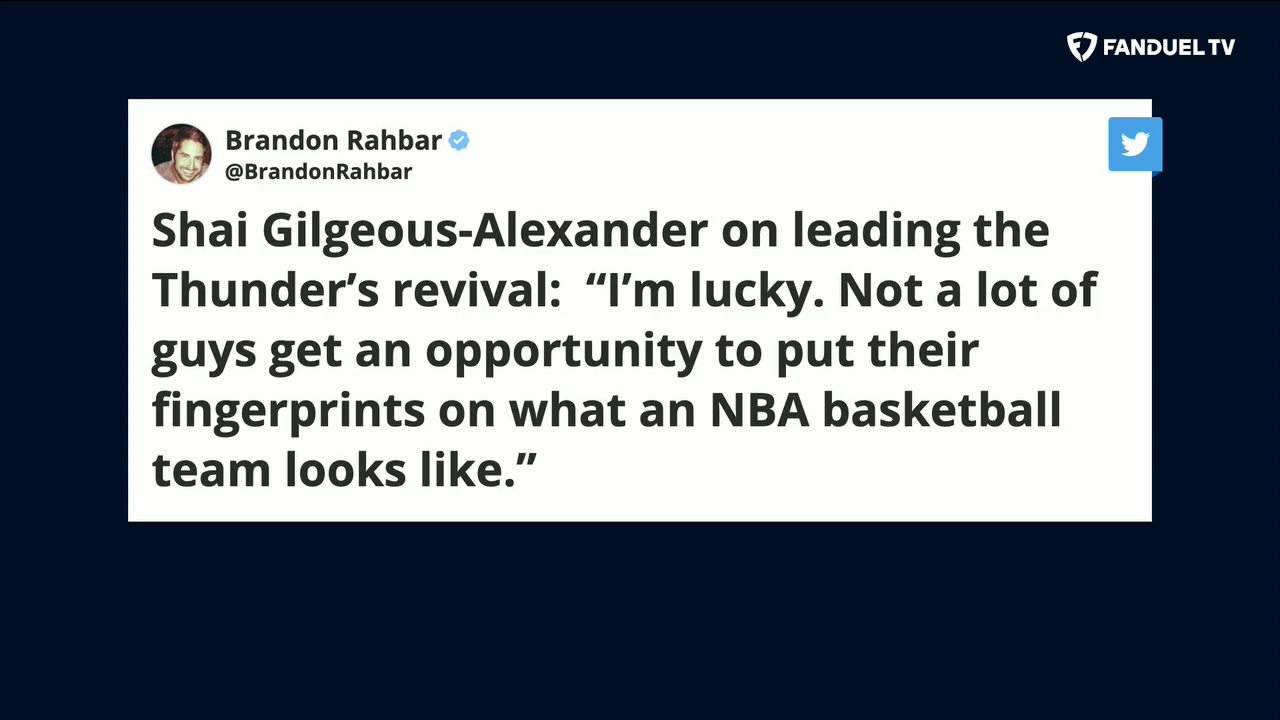 FANDUEL TV
Brandon Rahbar
@BrandonRahbar
Shai Gilgeous-Alexander on leading the
Thunder’s revival:  “I’m lucky. Not a lot of
guys get an opportunity to put their
fingerprints on what an NBA basketball
team looks like.”